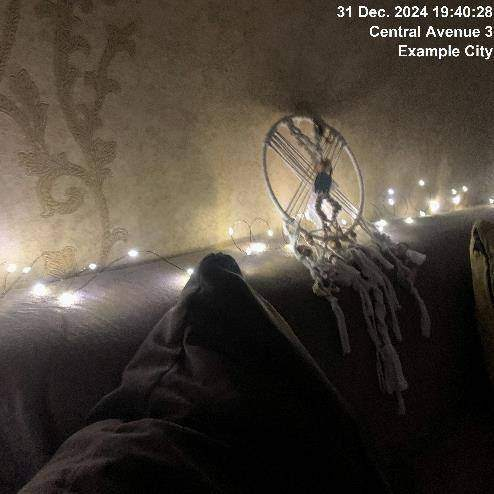 31 Dec. 2024 19:40:28
Central Avenue 3
Example City